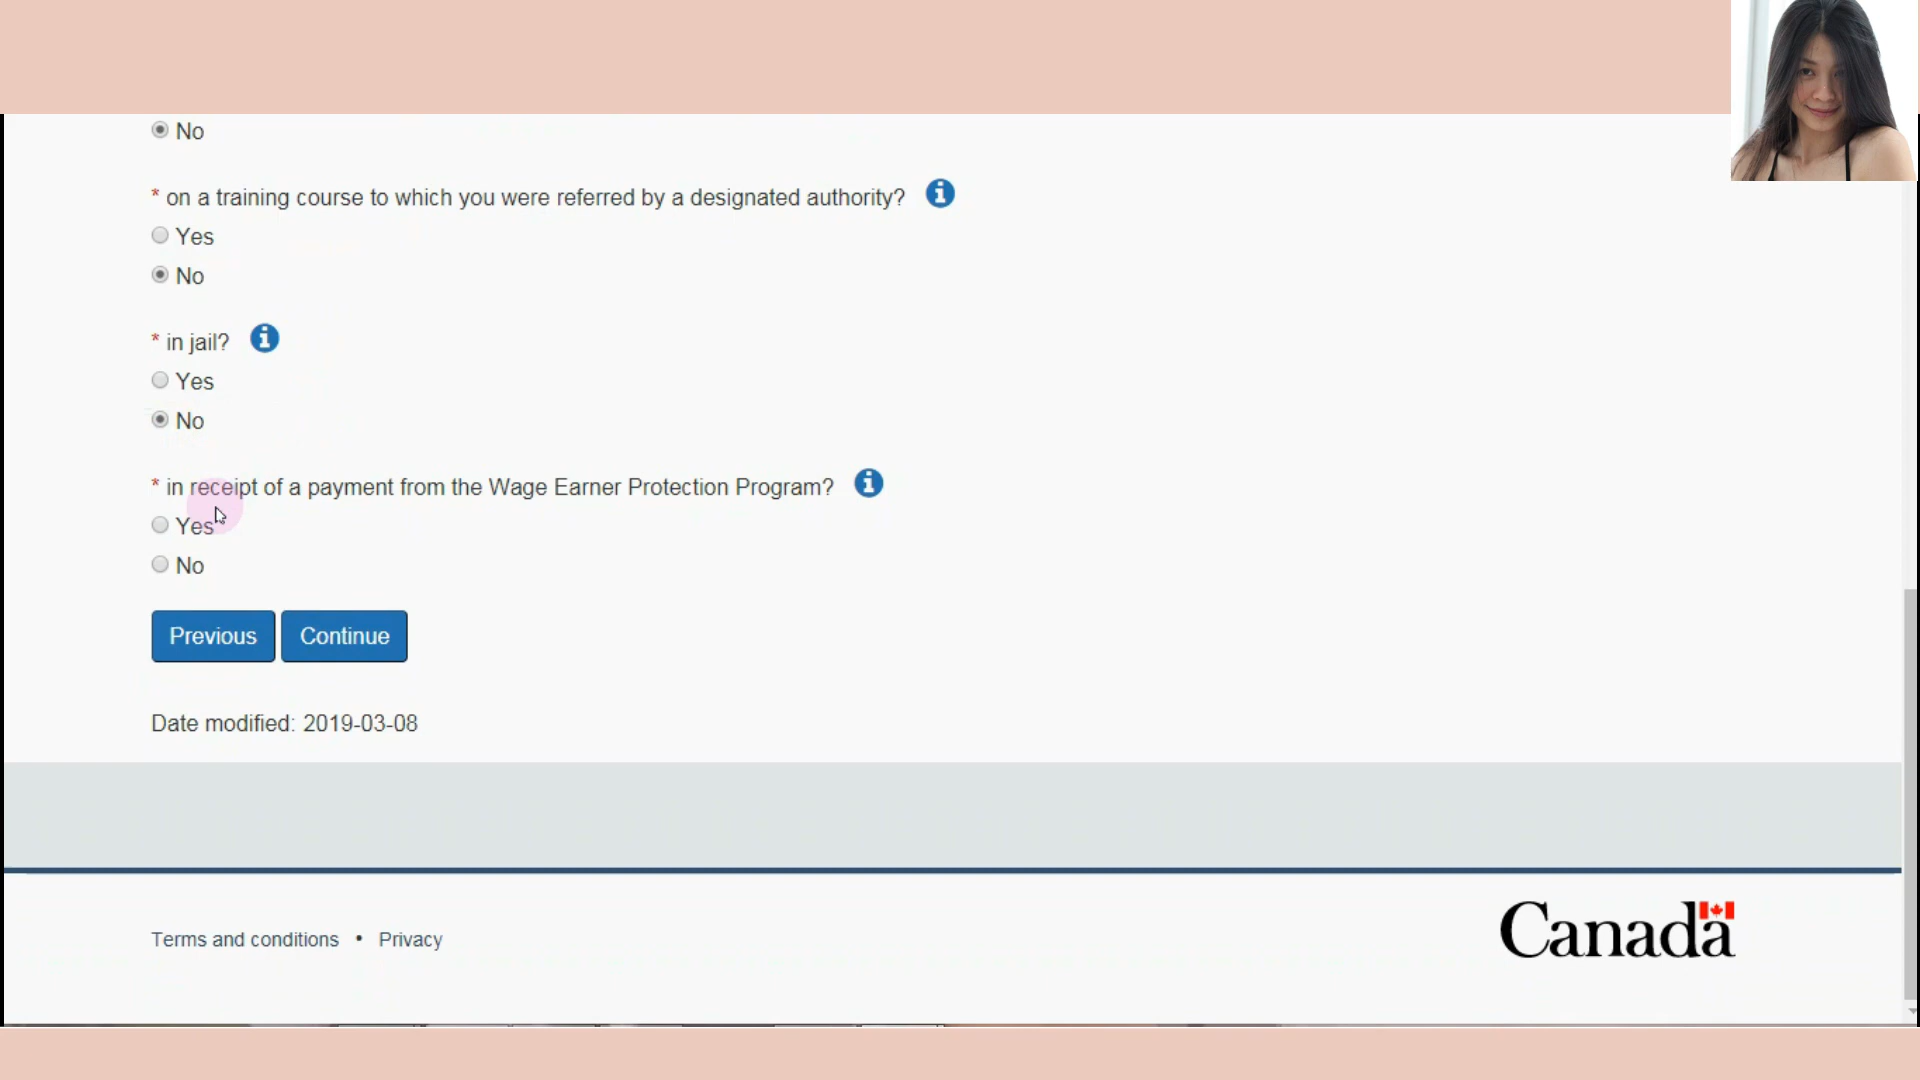 No
* on a training course to which you were referred by a designated authority?
Yes
No
* in jail?
Yes
No
* in receipt of a payment from the Wage Earner Protection Program?
Yes
No
Previous Continue
Date modified: 2019-03-08
Terms and conditions • Privacy
Canada